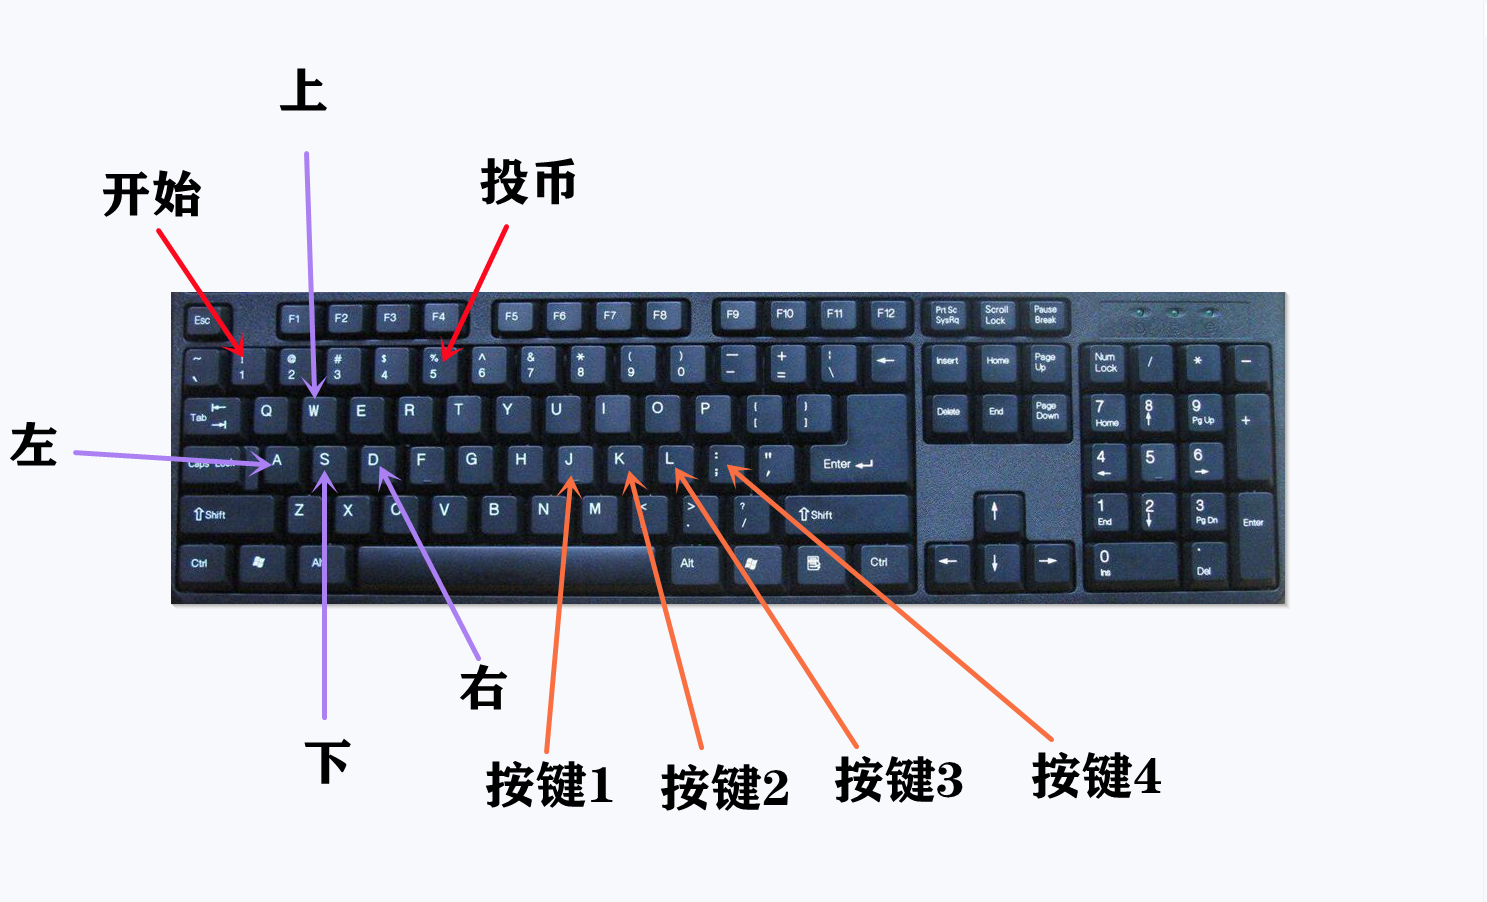 上
开始
投币
Esc F1 F2 F3 F4 F5 F6 F7 F8 F9 F10 F11 F12 Prt Sc SysRq Scroll Lock Pause Break
~ 、 ! 1 @ 2 # 3 $ 4 % 5 ^ 6 & 7 * 8 ( 9 ) 0 — - + = ¦ \ ← Insert Home Page Up Num Lock / * -
Tab Q W E R T Y U I O P { [ } ] Delete End Page Down 7 Home 8 ↑ 9 Pg Up +
左
Caps Lock A S D F G H J K L : ; " , Enter 4 ← 5 6 →
⇧Shift Z X C V B N M < > . ? / ⇧Shift ↑ 1 End 2 ↓ 3 Pg Dn Enter
Ctrl Alt Alt Ctrl ← ↓ → 0 Ins . Del
右
下
按键1
按键2
按键3
按键4